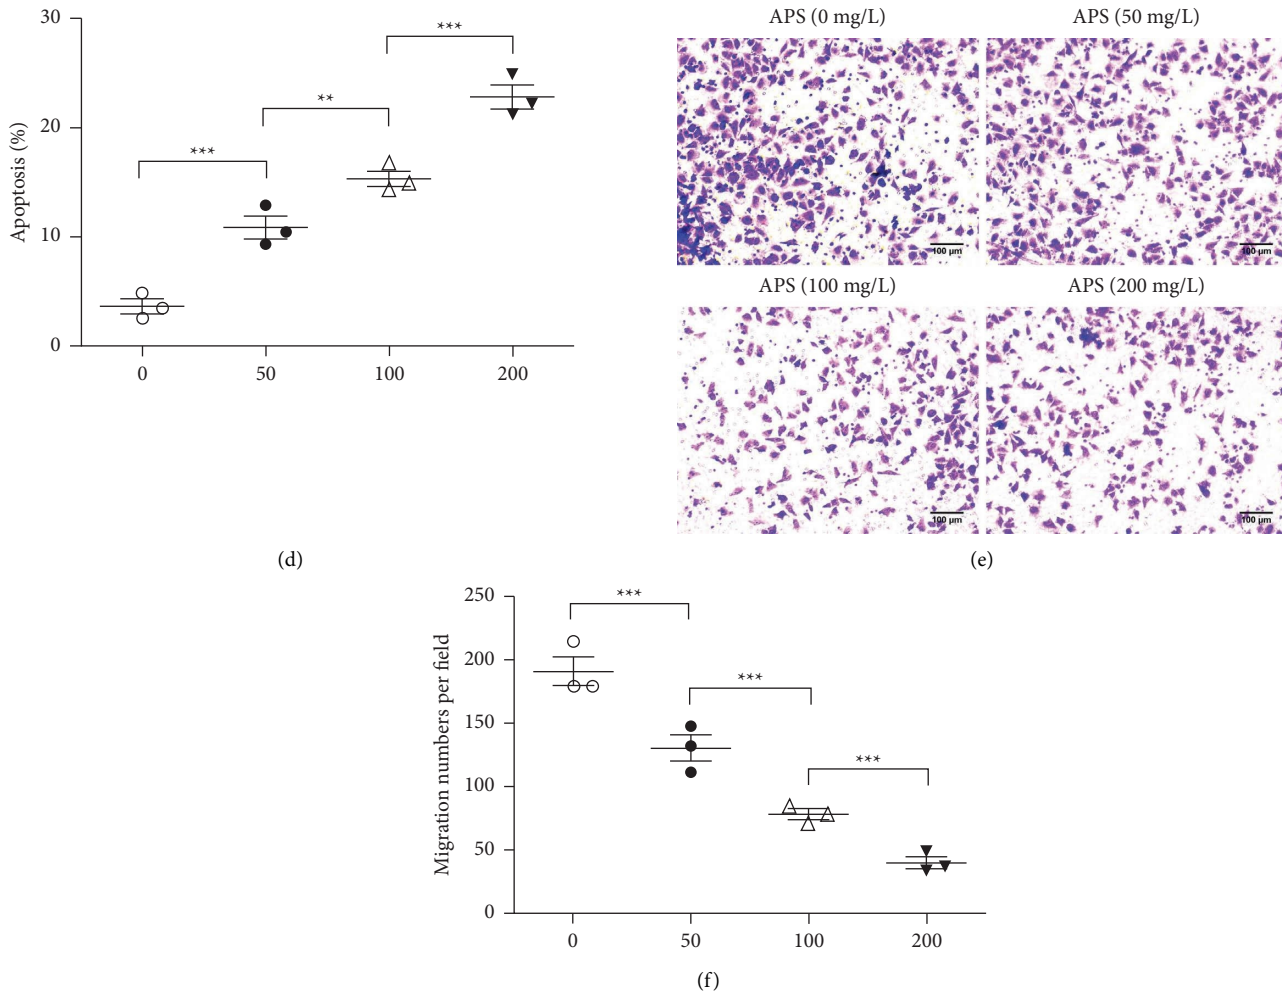 30
20
10
0
Apoptosis (%)
***
**
***
0 50 100 200
(d)
APS (0 mg/L) APS (50 mg/L)
100 μm 100 μm
APS (100 mg/L) APS (200 mg/L)
100 μm 100 μm
(e)
250
200
150
100
50
0
Migration numbers per field
***
***
***
0 50 100 200
(f)